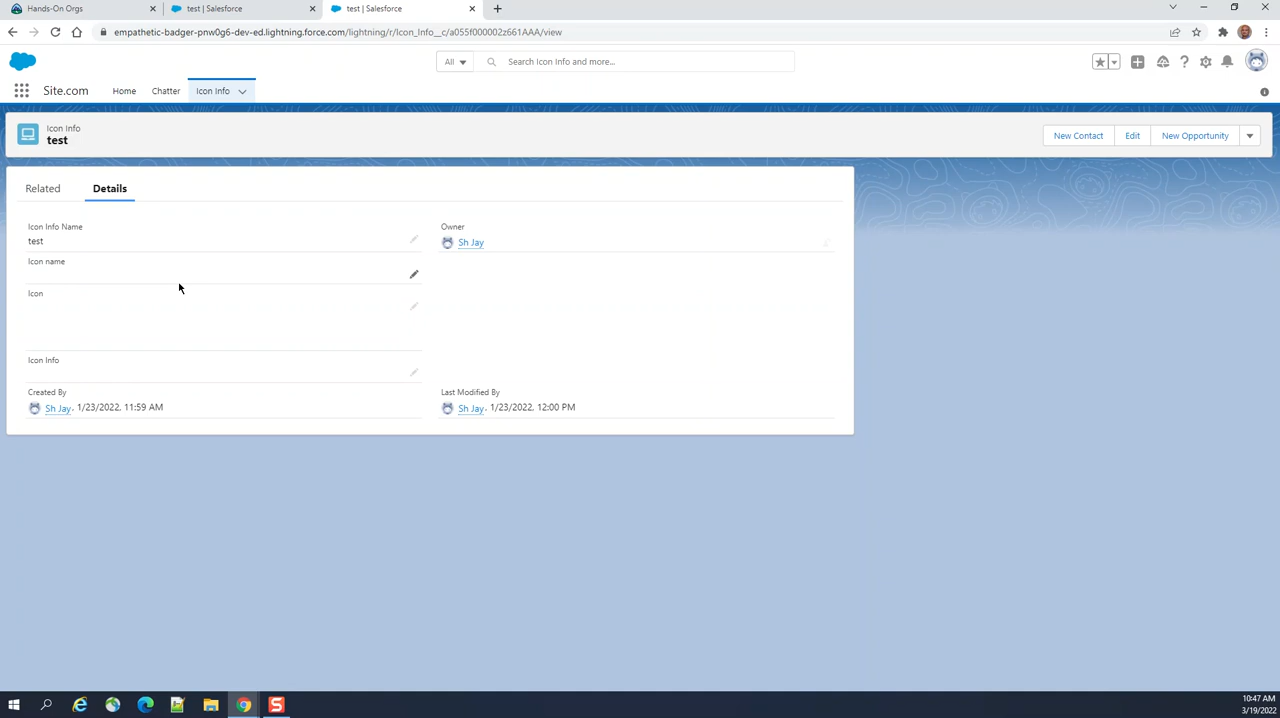 Hands-On Orgs
test | Salesforce
test | Salesforce
empathetic-badger-pnw0g6-dev-ed.lightning.force.com/lightning/r/Icon_Info__c/a055f000002z661AAA/view
All
Search Icon Info and more...
Site.com
Home
Chatter
Icon Info
Icon Info
test
New Contact
Edit
New Opportunity
Related
Details
Icon Info Name
test
Owner
Sh Jay
Icon name
Icon
Icon Info
Created By
Sh Jay, 1/23/2022, 11:59 AM
Last Modified By
Sh Jay, 1/23/2022, 12:00 PM
10:47 AM
3/19/2022